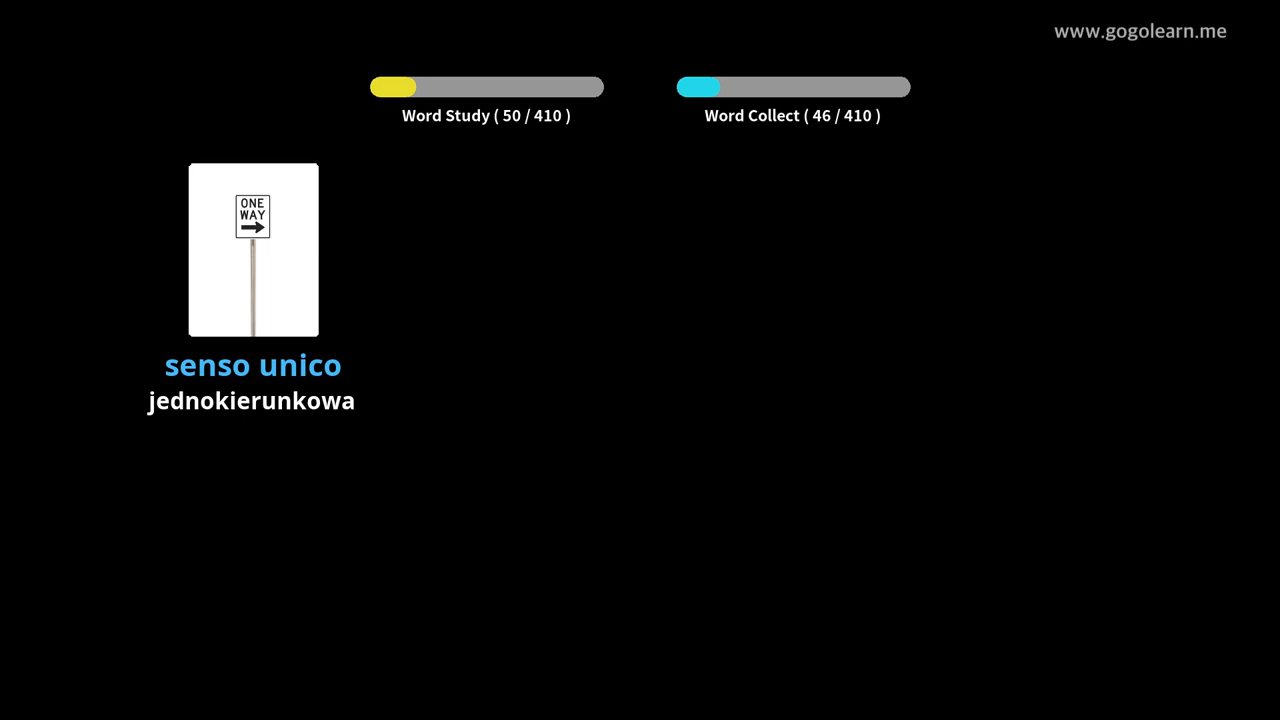 www.gogolearn.me
Word Study ( 50 / 410 )
Word Collect ( 46 / 410 )
ONE
WAY
senso unico
jednokierunkowa